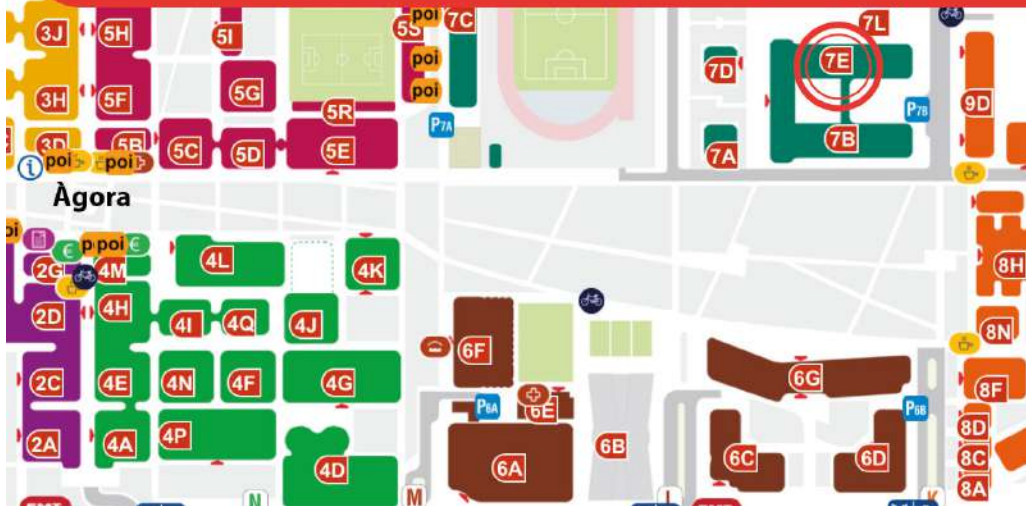 3J
5H
5I
5S
poi
7C
7L
7D
7E
3H
5F
5G
poi
poi
9D
5R
P7A
P7B
3D
5B
5C
5D
5E
7A
7B
i
poi
poi
Àgora
poi
€
poi
€
2G
4M
4L
4K
8H
2D
4H
4I
4Q
4J
8N
6F
2C
4E
4N
4F
4G
6G
8F
P6A
6E
P6B
2A
4A
4P
4D
6A
6B
6C
6D
8D
8C
8A
N
M
L
K